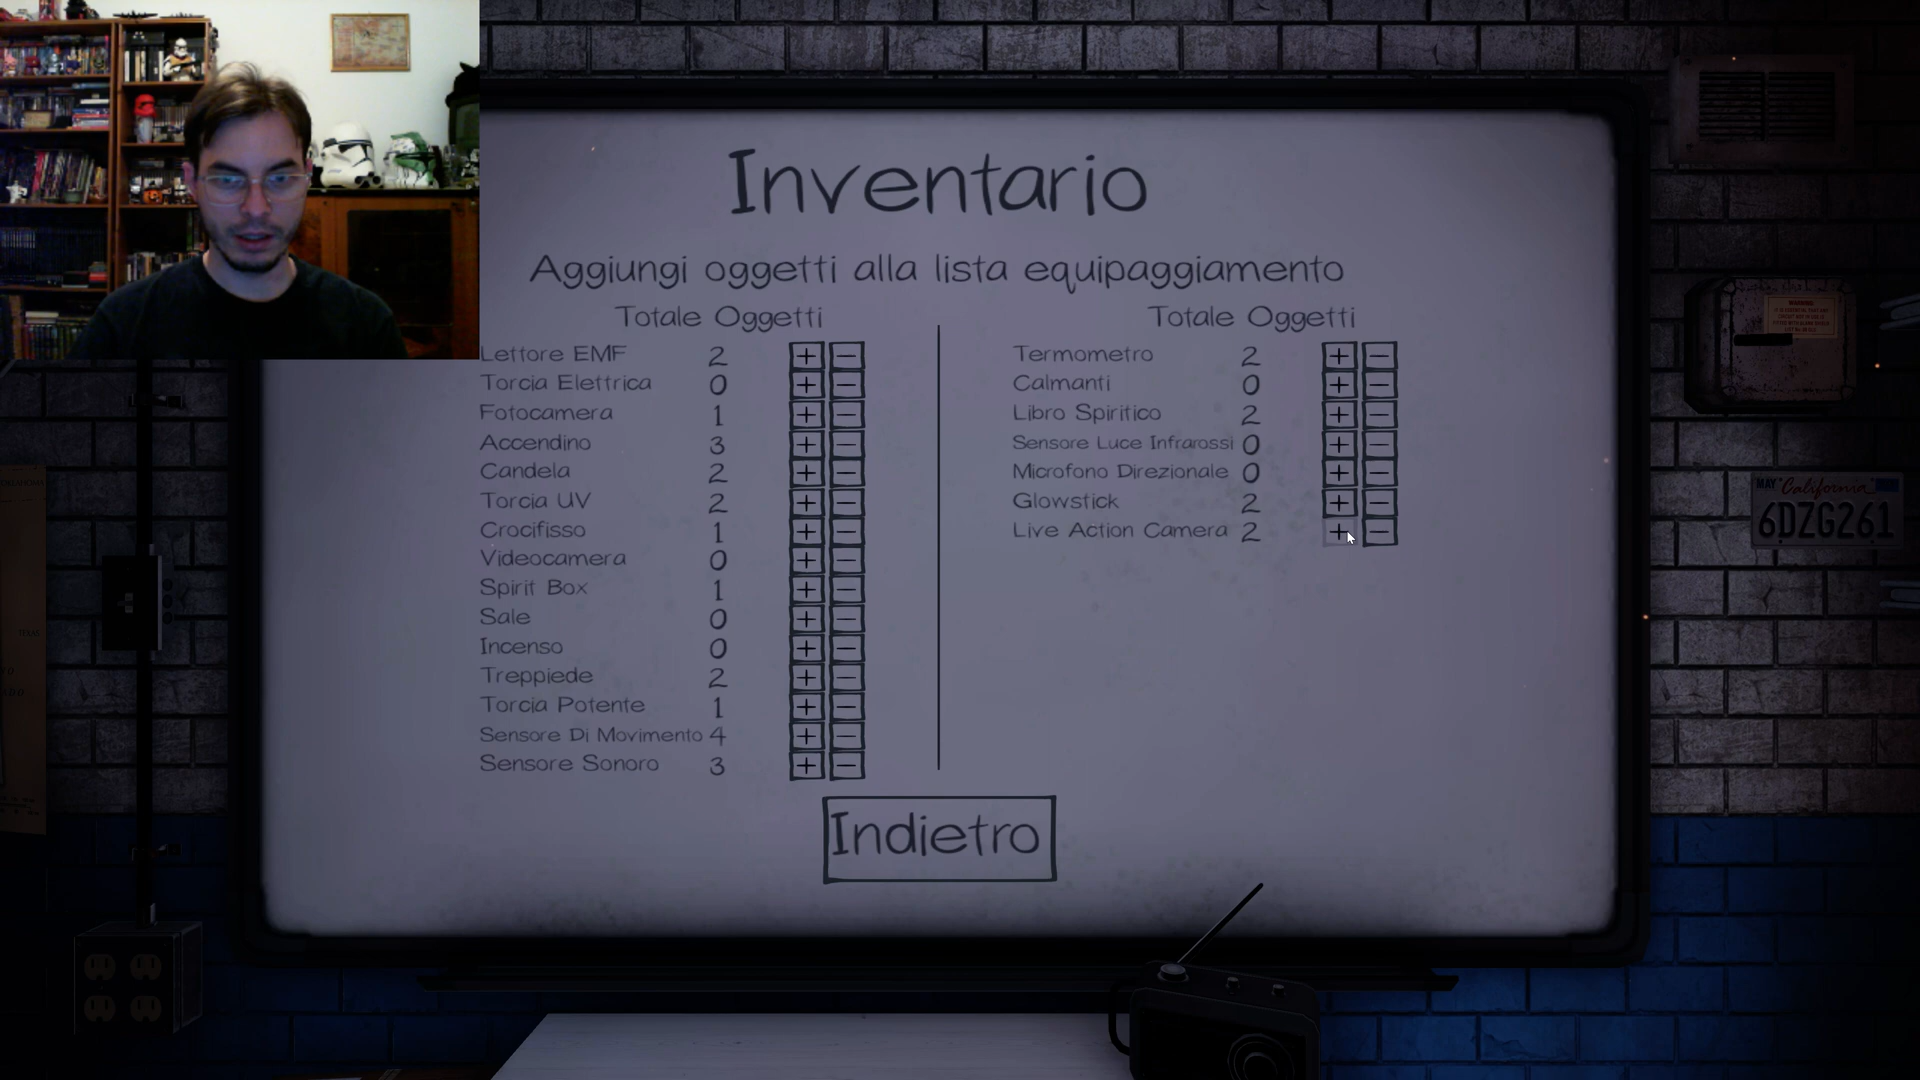 Inventario
Aggiungi oggetti alla lista equipaggiamento
Totale Oggetti
Lettore EMF 2 + −
Torcia Elettrica 0 + −
Fotocamera 1 + −
Accendino 3 + −
Candela 2 + −
Torcia UV 2 + −
Crocifisso 1 + −
Videocamera 0 + −
Spirit Box 1 + −
Sale 0 + −
Incenso 0 + −
Treppiede 2 + −
Torcia Potente 1 + −
Sensore Di Movimento 4 + −
Sensore Sonoro 3 + −
Totale Oggetti
Termometro 2 + −
Calmanti 0 + −
Libro Spiritico 2 + −
Sensore Luce Infrarossi 0 + −
Microfono Direzionale 0 + −
Glowstick 2 + −
Live Action Camera 2 + −
Indietro
MAY California
6DZG261